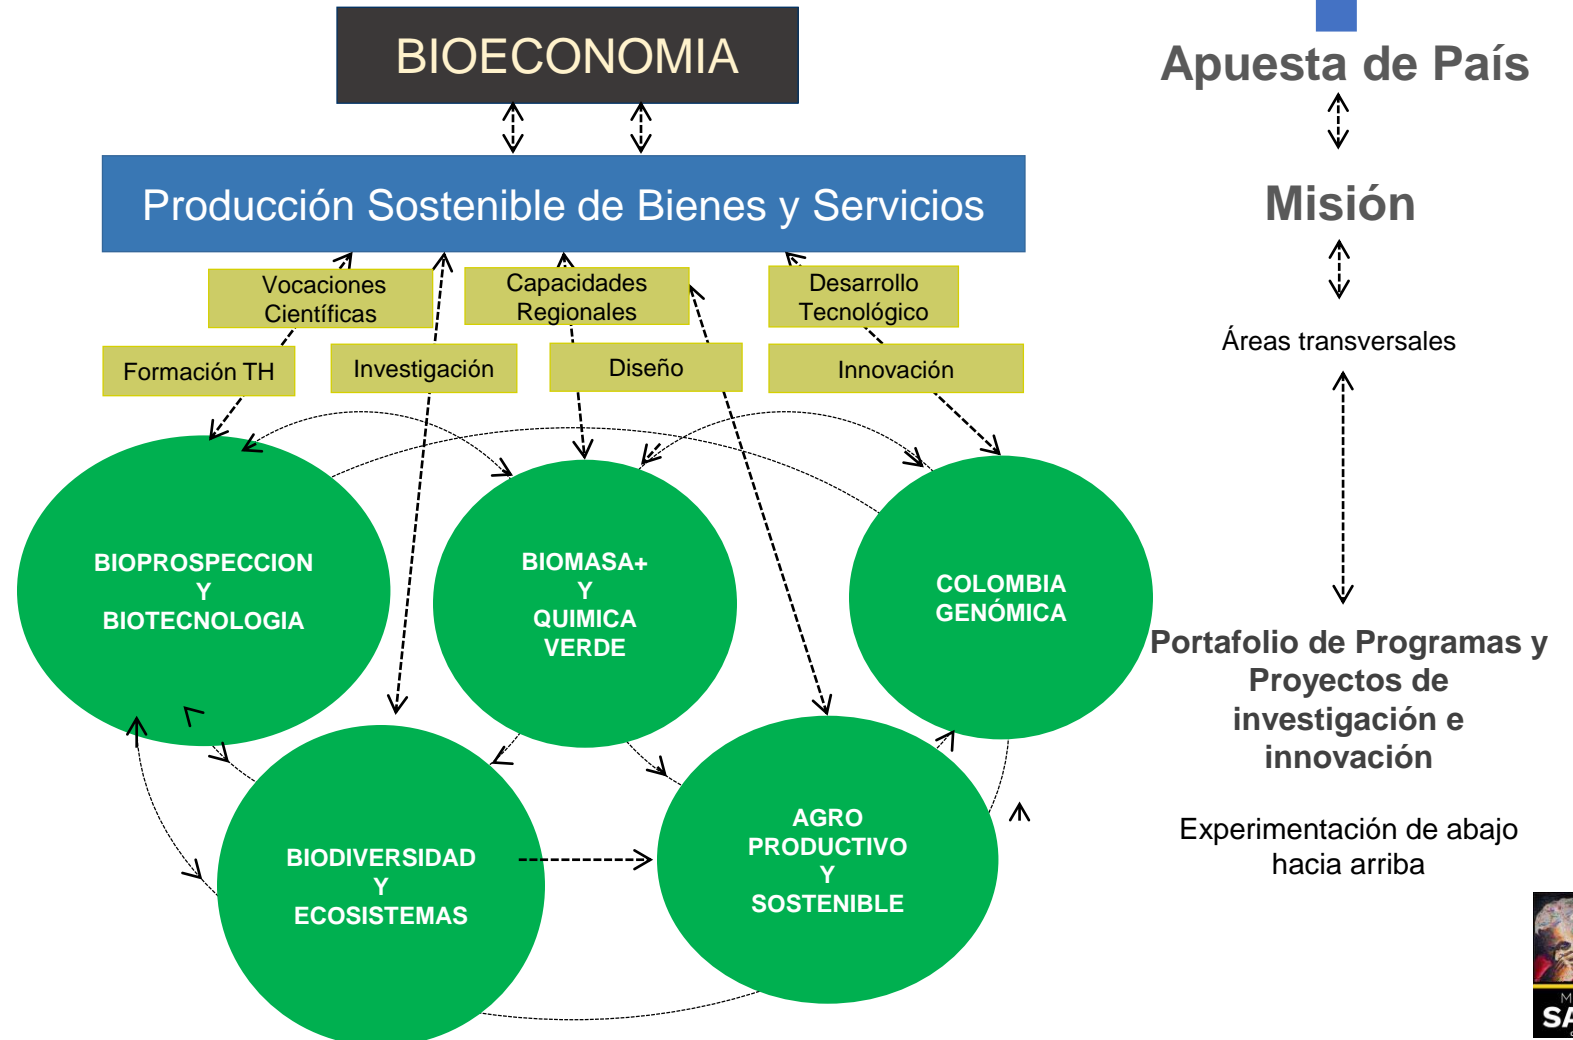 BIOECONOMIA
Apuesta de País
Producción Sostenible de Bienes y Servicios
Misión
Vocaciones
Científicas
Capacidades
Regionales
Desarrollo
Tecnológico
Áreas transversales
Formación TH
Investigación
Diseño
Innovación
BIOPROSPECCION
Y
BIOTECNOLOGIA
BIOMASA+
Y
QUIMICA
VERDE
COLOMBIA
GENÓMICA
Portafolio de Programas y
Proyectos de
investigación e
innovación
BIODIVERSIDAD
Y
ECOSISTEMAS
AGRO
PRODUCTIVO
Y
SOSTENIBLE
Experimentación de abajo
hacia arriba